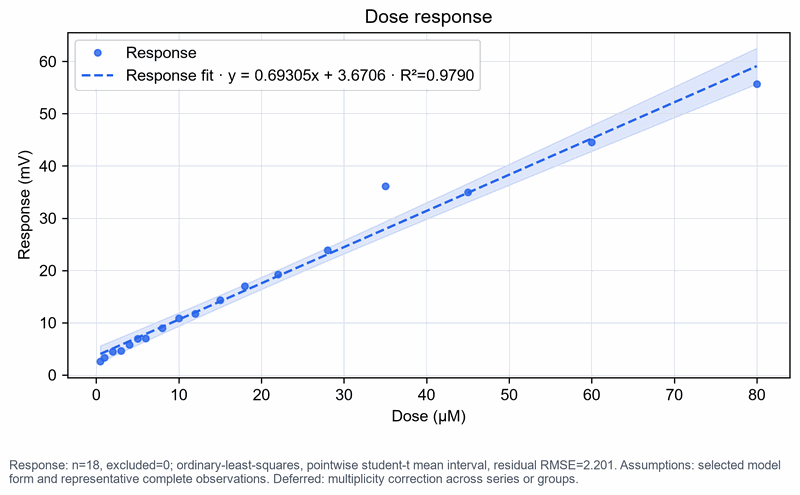 Dose response
Response
Response fit · y = 0.69305x + 3.6706 · R²=0.9790
Response (mV)
60
50
40
30
20
10
0
0 10 20 30 40 50 60 70 80
Dose (μM)
Response: n=18, excluded=0; ordinary-least-squares, pointwise student-t mean interval, residual RMSE=2.201. Assumptions: selected model
form and representative complete observations. Deferred: multiplicity correction across series or groups.